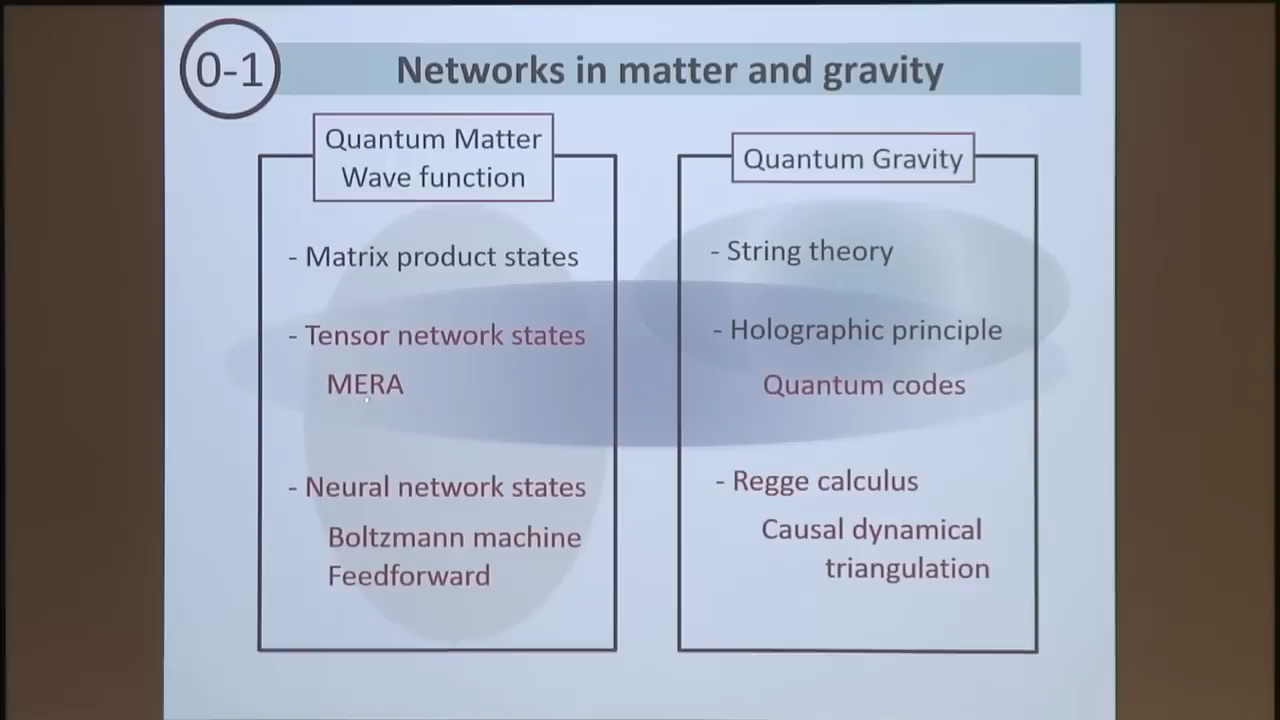 0-1
Networks in matter and gravity
Quantum Matter
Wave function
- Matrix product states
- Tensor network states
MERA
- Neural network states
Boltzmann machine
Feedforward
Quantum Gravity
- String theory
- Holographic principle
Quantum codes
- Regge calculus
Causal dynamical
triangulation